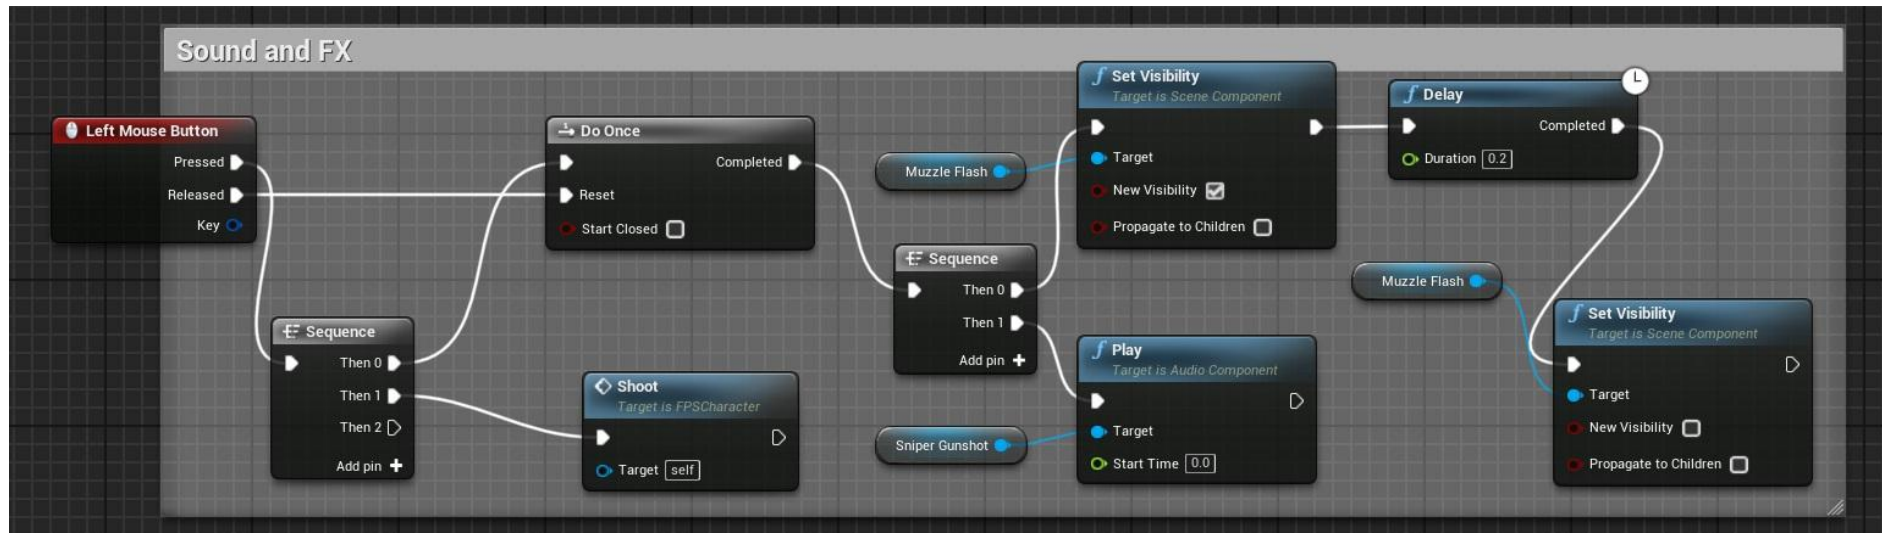 Sound and FX
Left Mouse Button
Pressed
Released
Key
Sequence
Then 0
Then 1
Then 2
Add pin
Do Once
Completed
Reset
Start Closed
Shoot
Target is FPSCharacter
Target self
Muzzle Flash
Sequence
Then 0
Then 1
Add pin
Sniper Gunshot
Set Visibility
Target is Scene Component
Target
New Visibility
Propagate to Children
Play
Target is Audio Component
Target
Start Time 0.0
Delay
Completed
Duration 0.2
Muzzle Flash
Set Visibility
Target is Scene Component
Target
New Visibility
Propagate to Children